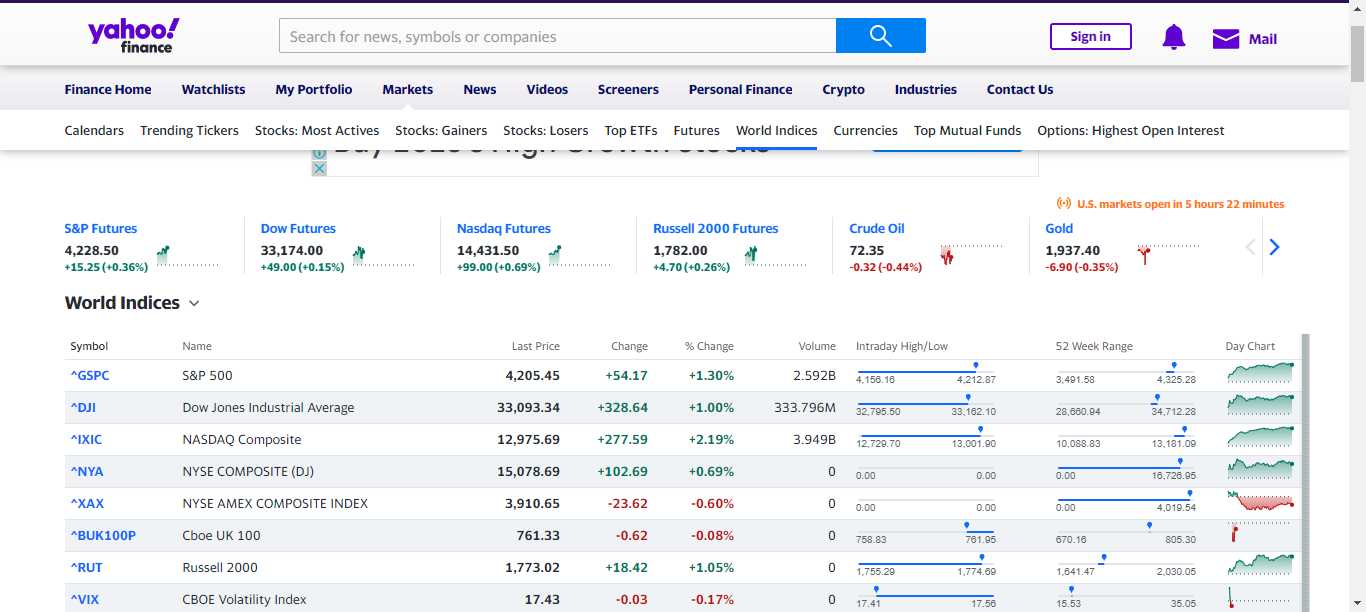 yahoo! finance
Search for news, symbols or companies
Sign in
Mail
Finance Home Watchlists My Portfolio Markets News Videos Screeners Personal Finance Crypto Industries Contact Us
Calendars Trending Tickers Stocks: Most Actives Stocks: Gainers Stocks: Losers Top ETFs Futures World Indices Currencies Top Mutual Funds Options: Highest Open Interest
U.S. markets open in 5 hours 22 minutes
S&P Futures Dow Futures Nasdaq Futures Russell 2000 Futures Crude Oil Gold
4,228.50 33,174.00 14,431.50 1,782.00 72.35 1,937.40
+15.25 (+0.36%) +49.00 (+0.15%) +99.00 (+0.69%) +4.70 (+0.26%) -0.32 (-0.44%) -6.90 (-0.35%)
World Indices
Symbol Name Last Price Change % Change Volume Intraday High/Low 52 Week Range Day Chart
^GSPC S&P 500 4,205.45 +54.17 +1.30% 2.592B 4,156.16 4,212.87 3,491.58 4,325.28
^DJI Dow Jones Industrial Average 33,093.34 +328.64 +1.00% 333.796M 32,795.50 33,162.10 28,660.94 34,712.28
^IXIC NASDAQ Composite 12,975.69 +277.59 +2.19% 3.949B 12,729.70 13,001.90 10,088.83 13,181.09
^NYA NYSE COMPOSITE (DJ) 15,078.69 +102.69 +0.69% 0 0.00 0.00 0.00 16,726.95
^XAX NYSE AMEX COMPOSITE INDEX 3,910.65 -23.62 -0.60% 0 0.00 0.00 0.00 4,019.54
^BUK100P Cboe UK 100 761.33 -0.62 -0.08% 0 758.83 761.95 670.16 805.30
^RUT Russell 2000 1,773.02 +18.42 +1.05% 0 1,755.29 1,774.69 1,641.47 2,030.05
^VIX CBOE Volatility Index 17.43 -0.03 -0.17% 0 17.41 17.56 15.53 35.05